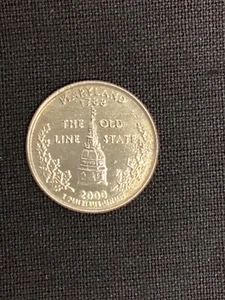 MARYLAND
1788
THE OLD
LINE STATE
2000
E PLURIBUS UNUM